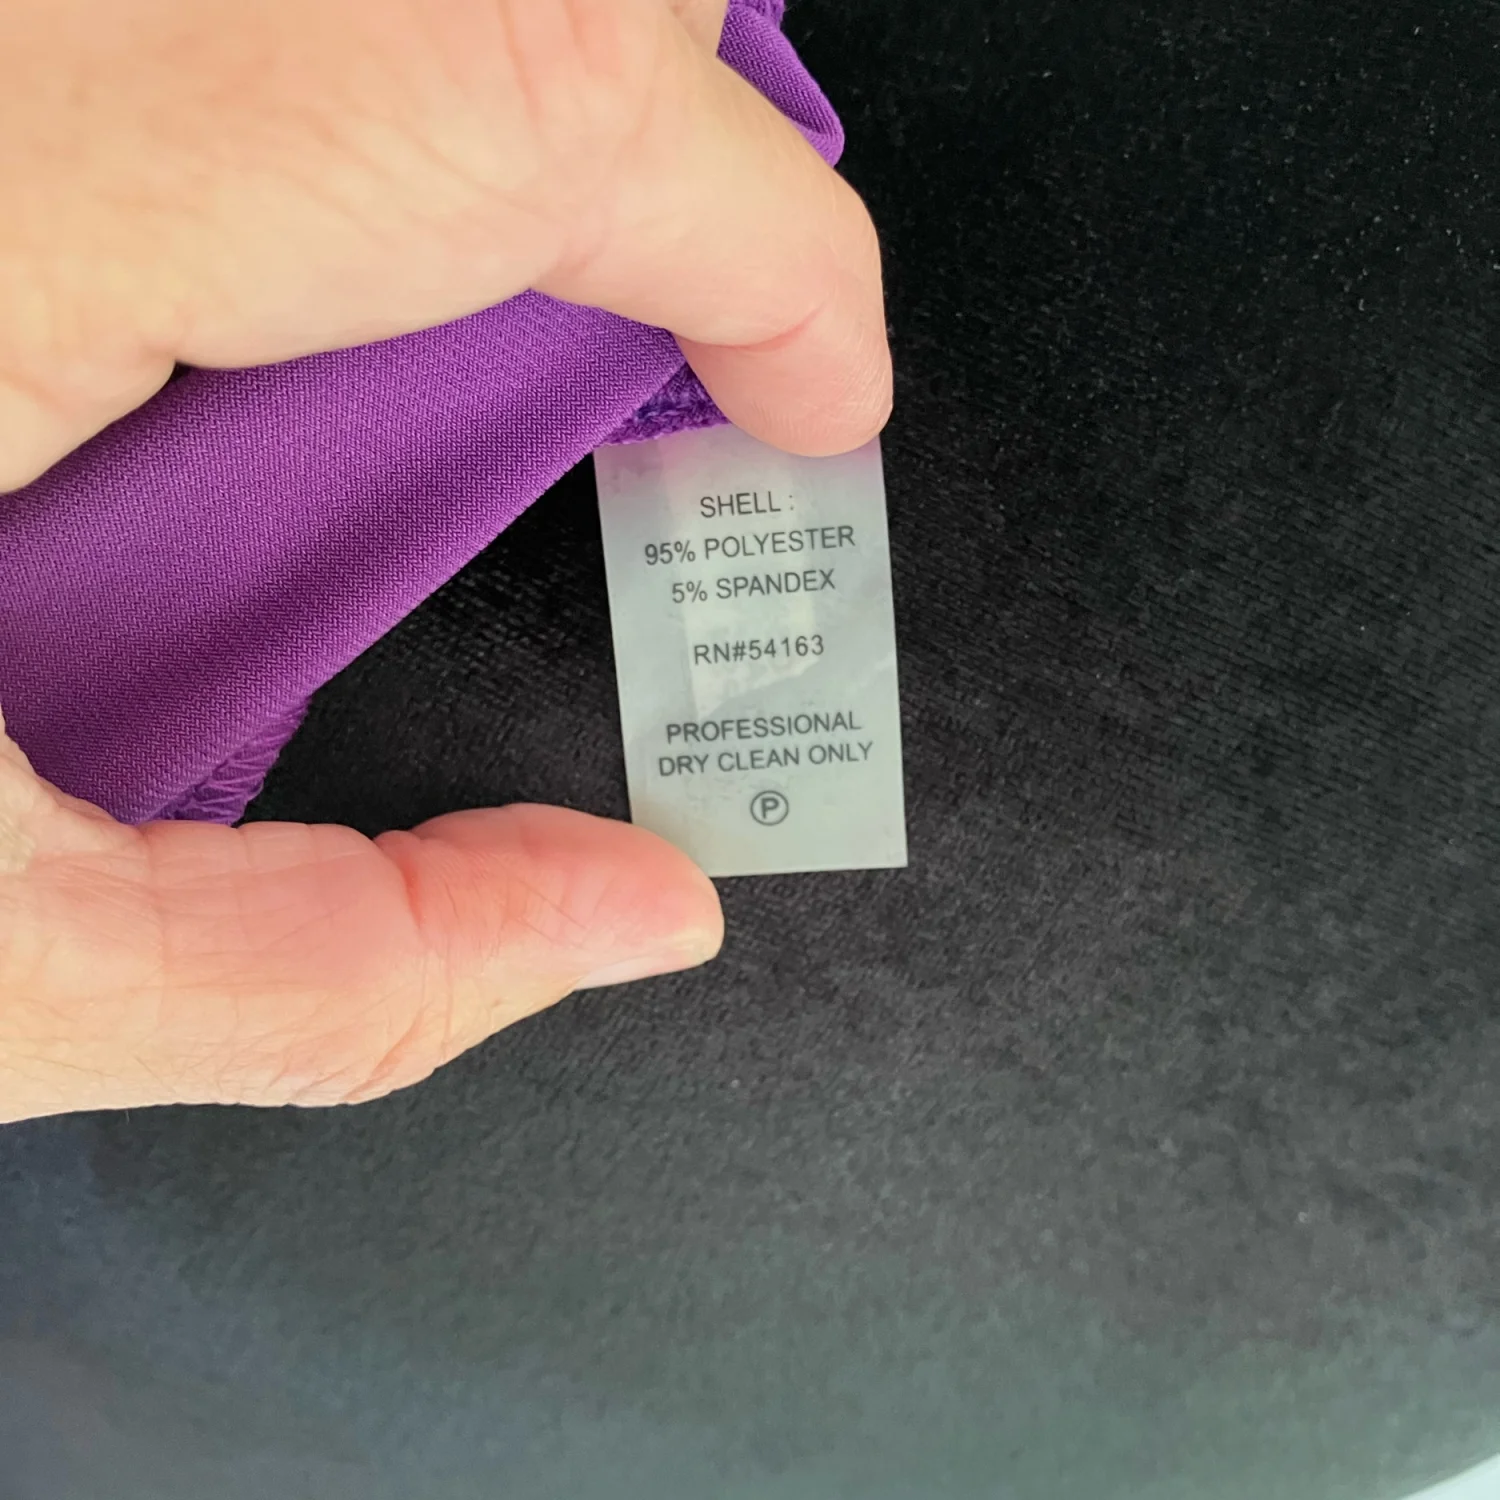 SHELL :
95% POLYESTER
5% SPANDEX
RN#54163
PROFESSIONAL
DRY CLEAN ONLY
P